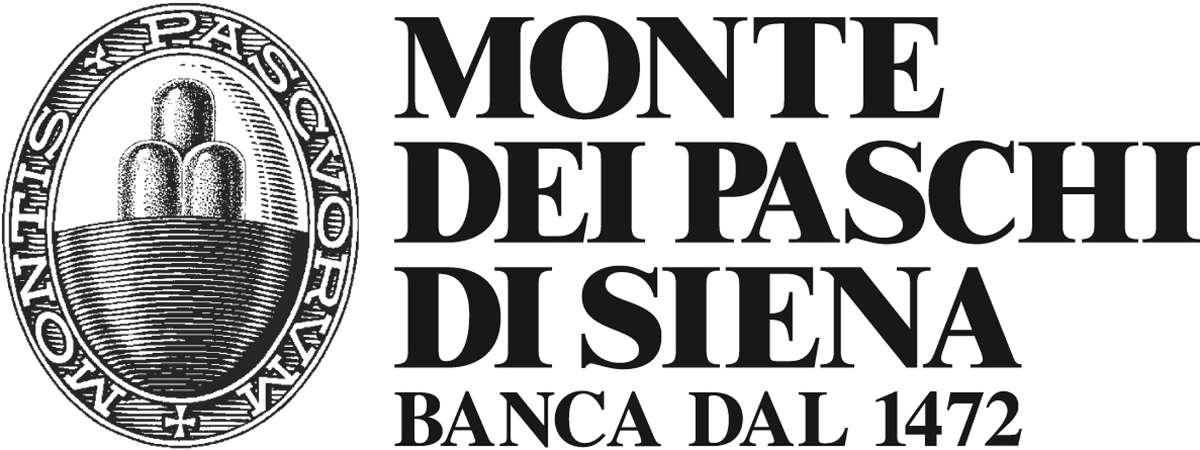 MONTIS PASCVORVM
MONTE
DEI PASCHI
DI SIENA
BANCA DAL 1472